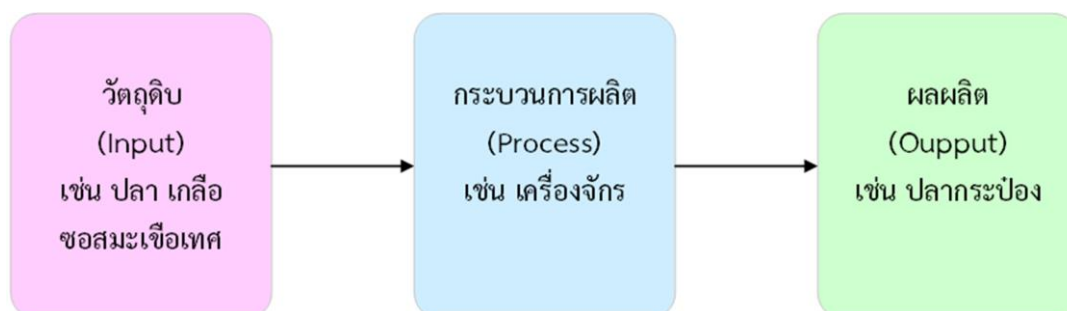 วัตถุดิบ
(Input)
เช่น ปลา เกลือ
ซอสมะเขือเทศ
กระบวนการผลิต
(Process)
เช่น เครื่องจักร
ผลผลิต
(Oupput)
เช่น ปลากระป๋อง